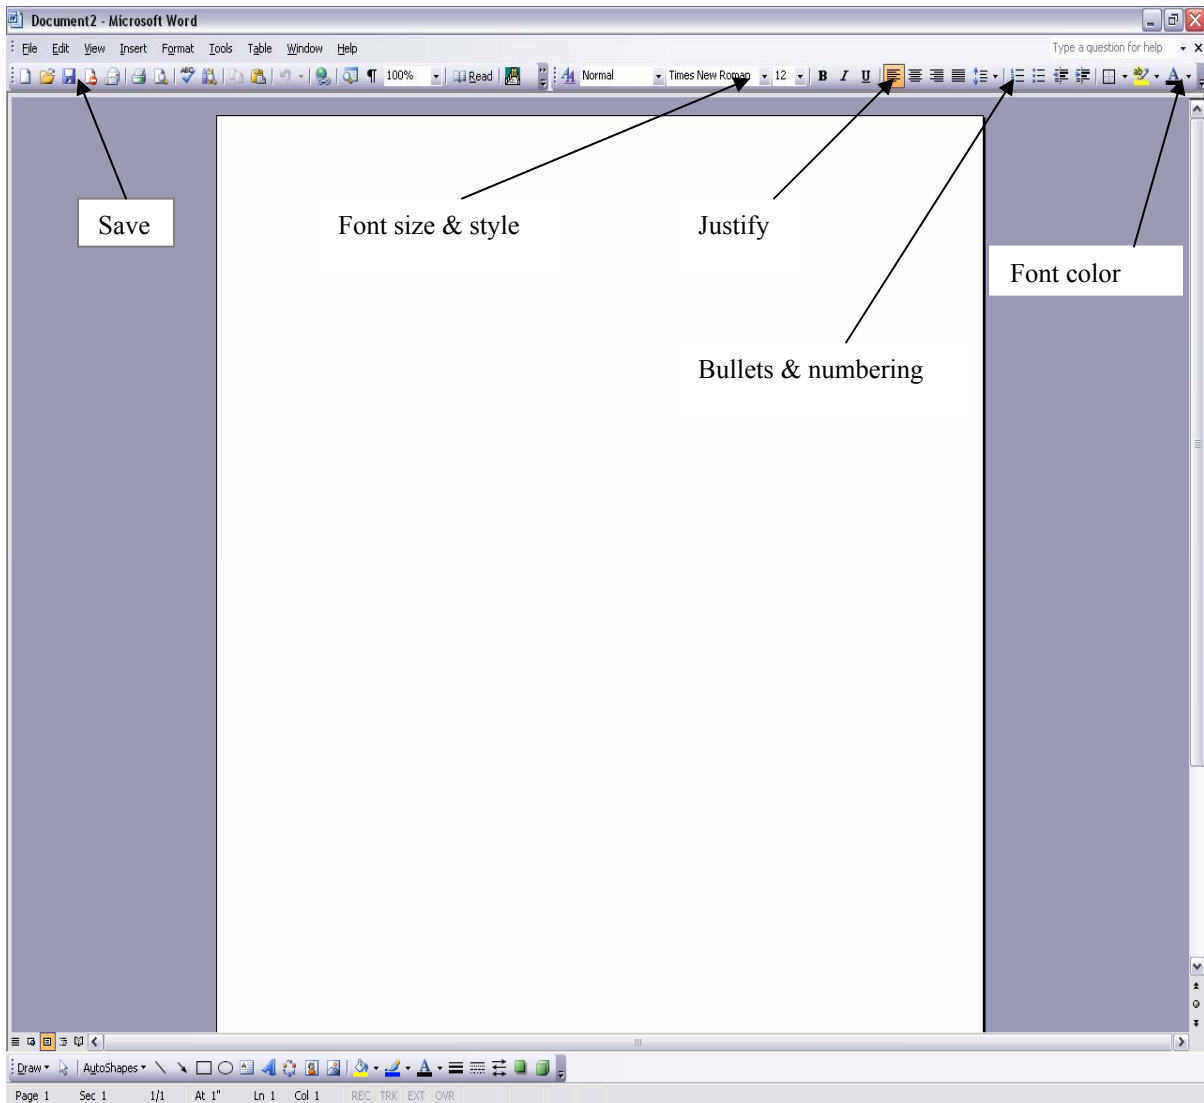 Document2 - Microsoft Word
File Edit View Insert Format Tools Table Window Help Type a question for help
100% Read Normal Times New Roman 12 B I U
Save
Font size & style
Justify
Font color
Bullets & numbering
Draw AutoShapes
Page 1 Sec 1 1/1 At 1" Ln 1 Col 1 REC TRK EXT OVR